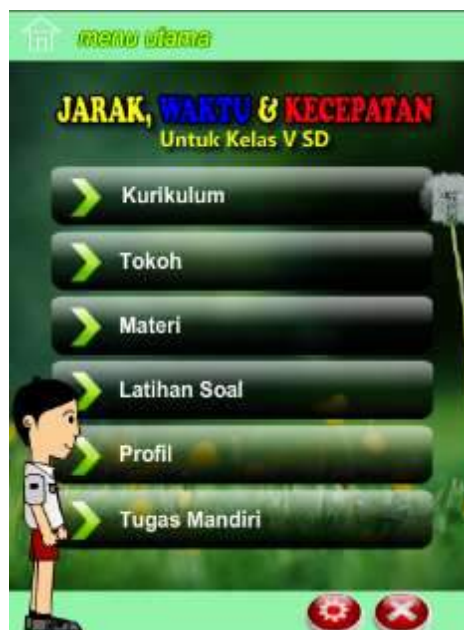 menu utama
JARAK, WAKTU & KECEPATAN
Untuk Kelas V SD
Kurikulum
Tokoh
Materi
Latihan Soal
Profil
Tugas Mandiri